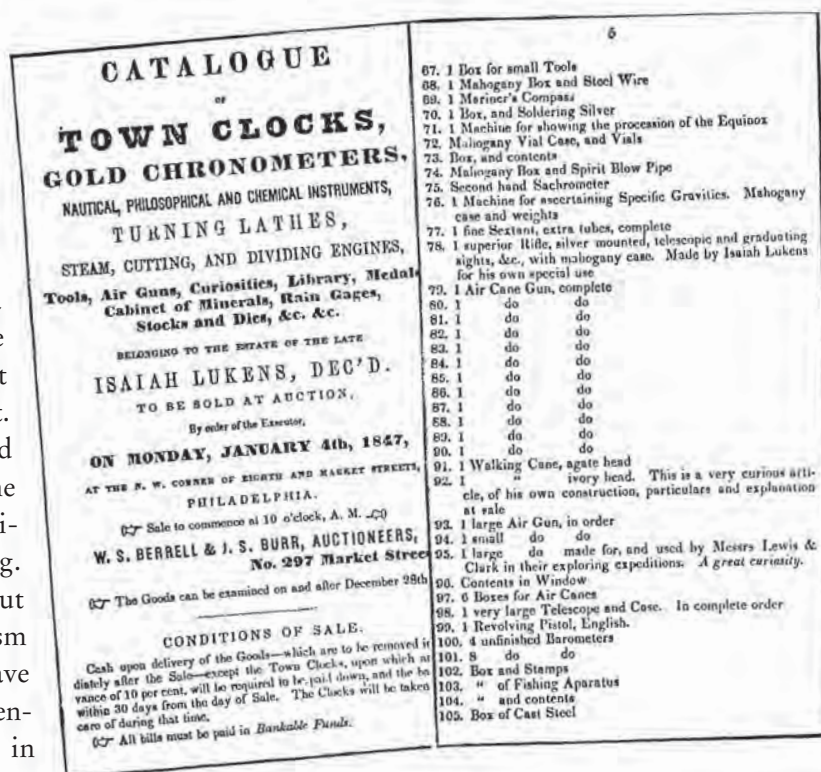 e
t
t.
d
ne
i-
g.
ut
sm
ave
en-
in
CATALOGUE
OF
TOWN CLOCKS,
GOLD CHRONOMETERS,
NAUTICAL, PHILOSOPHICAL AND CHEMICAL INSTRUMENTS,
TURNING LATHES,
STEAM, CUTTING, AND DIVIDING ENGINES,
Tools, Air Guns, Curiosities, Library, Medals
Cabinet of Minerals, Rain Gages,
Stocks and Dies, &c. &c.
BELONGING TO THE ESTATE OF THE LATE
ISAIAH LUKENS, DEC'D.
TO BE SOLD AT AUCTION,
By order of the Executor,
ON MONDAY, JANUARY 4th, 1847,
AT THE N. W. CORNER OF EIGHTH AND MARKET STREETS,
PHILADELPHIA.
☞ Sale to commence at 10 o'clock, A. M. ☜
W. S. BERRELL & J. S. BURR, AUCTIONEERS,
No. 297 Market Stree
☞ The Goods can be examined on and after December 28th
CONDITIONS OF SALE.
Cash upon delivery of the Goods—which are to be removed i
diately after the Sale—except the Town Clocks, upon which
vance of 10 per cent. will be required to be paid down, and the ba
within 30 days from the day of Sale. The Clocks will be taken
care of during that time.
☞ All bills must be paid in Bankable Funds.
5
67. 1 Box for small Tools
68. 1 Mahogany Box and Steel Wire
69. 1 Mariner's Compass
70. 1 Box, and Soldering Silver
71. 1 Machine for showing the procession of the Equinox
72. Mahogany Vial Case, and Vials
73. Box, and contents
74. Mahogany Box and Spirit Blow Pipe
75. Second hand Sachrometer
76. 1 Machine for ascertaining Specific Gravities. Mahogany
case and weights
77. 1 fine Sextant, extra tubes, complete
78. 1 superior Rifle, silver mounted, telescopic and graduating
sights, &c., with mahogany case. Made by Isaiah Lukens
for his own special use
79. 1 Air Cane Gun, complete
80. 1 do do
81. 1 do do
82. 1 do do
83. 1 do do
84. 1 do do
85. 1 do do
86. 1 do do
87. 1 do do
88. 1 do do
89. 1 do do
90. 1 do do
91. 1 Walking Cane, agate head
92. 1 " ivory head. This is a very curious arti-
cle, of his own construction, particulars and explanation
at sale
93. 1 large Air Gun, in order
94. 1 small do do
95. 1 large do made for, and used by Messrs Lewis &
Clark in their exploring expeditions. A great curiosity.
96. Contents in Window
97. 6 Boxes for Air Canes
98. 1 very large Telescope and Case. In complete order
99. 1 Revolving Pistol, English.
100. 4 unfinished Barometers
101. 8 do do
102. Box and Stamps
103. " of Fishing Aparatus
104. " and contents
105. Box of Cast Steel